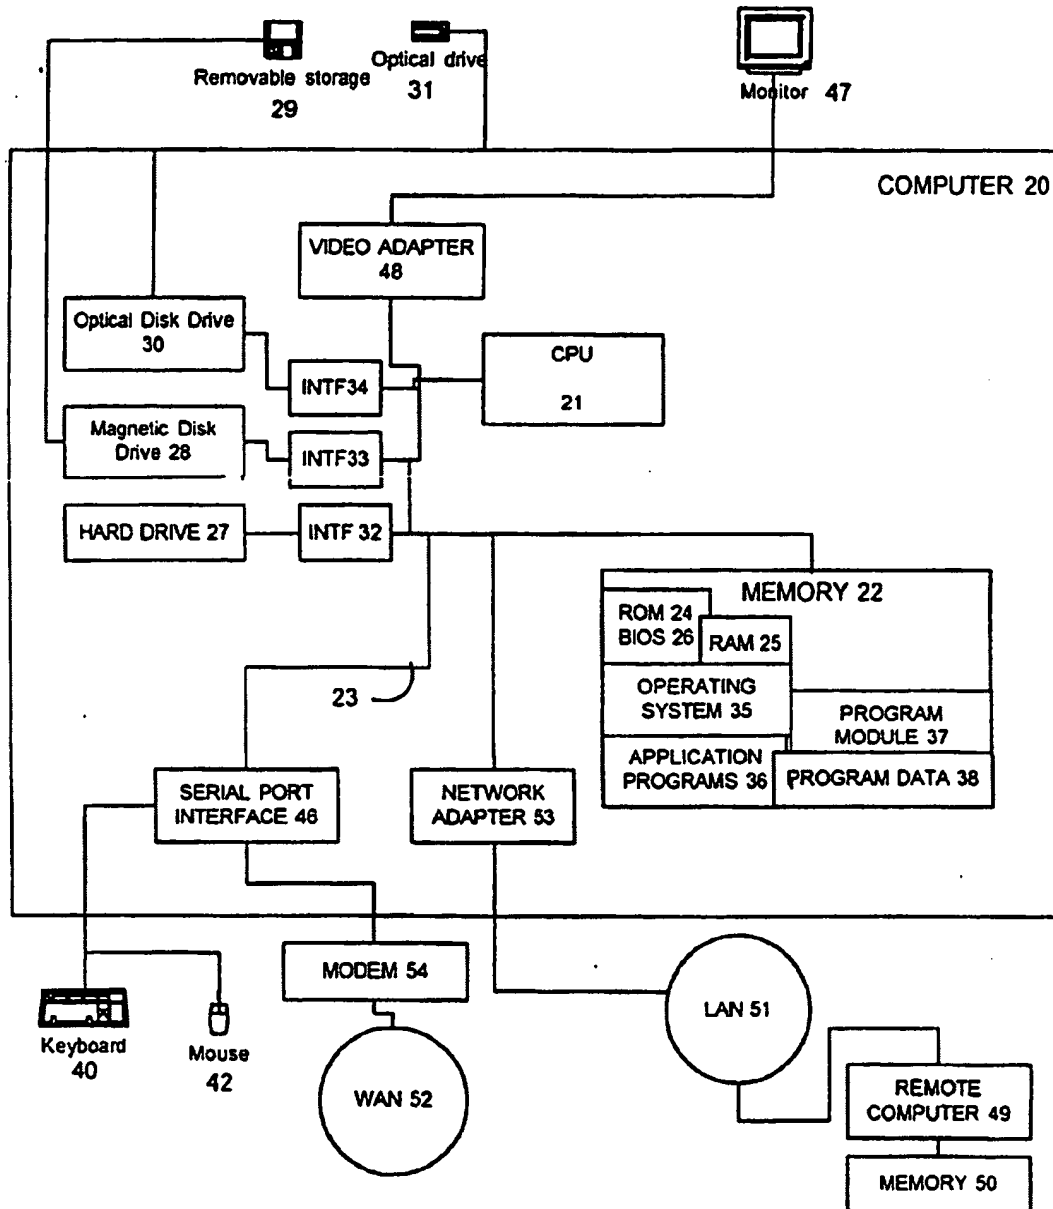 Removable storage
29
Optical drive
31
Monitor 47
COMPUTER 20
VIDEO ADAPTER
48
Optical Disk Drive
30
INTF34
CPU
21
Magnetic Disk
Drive 28
INTF33
HARD DRIVE 27
INTF 32
MEMORY 22
ROM 24
BIOS 26
RAM 25
OPERATING
SYSTEM 35
PROGRAM
MODULE 37
APPLICATION
PROGRAMS 36
PROGRAM DATA 38
23
SERIAL PORT
INTERFACE 46
NETWORK
ADAPTER 53
MODEM 54
LAN 51
Keyboard
40
Mouse
42
WAN 52
REMOTE
COMPUTER 49
MEMORY 50